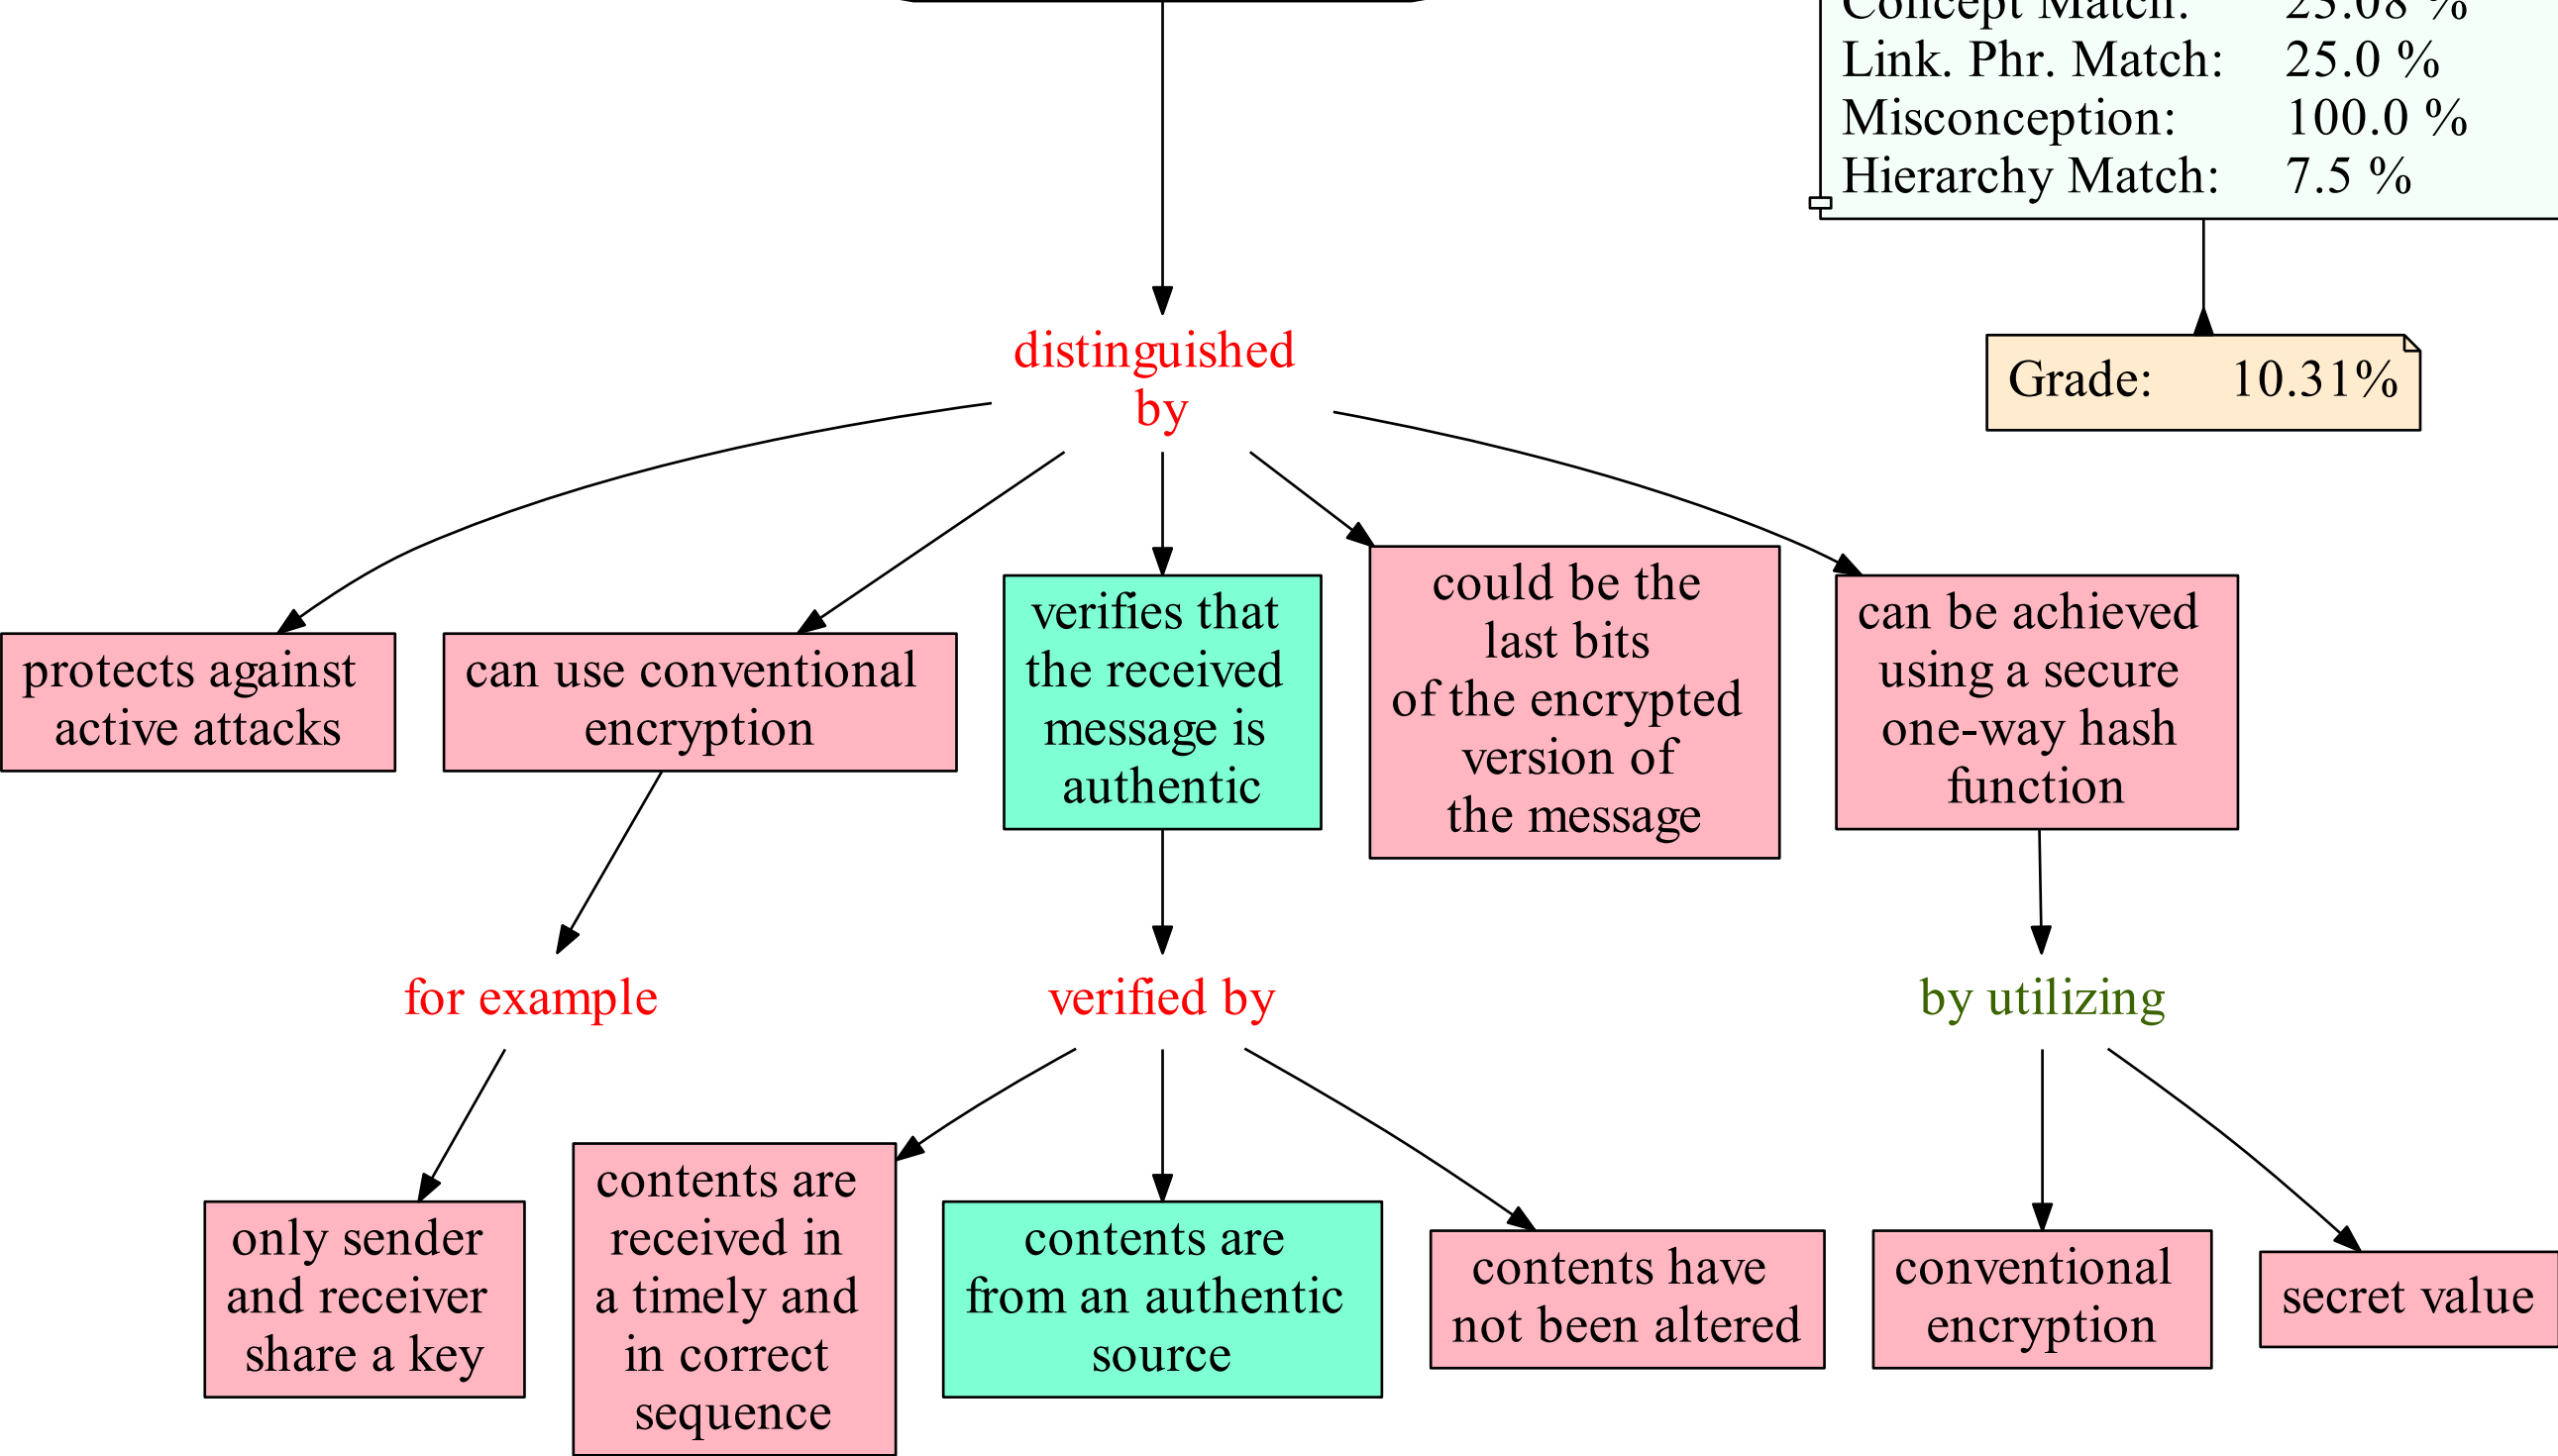 Concept Match: 23.08 %
Link. Phr. Match: 25.0 %
Misconception: 100.0 %
Hierarchy Match: 7.5 %
Grade: 10.31%
distinguished
by
protects against
active attacks
can use conventional
encryption
verifies that
the received
message is
authentic
could be the
last bits
of the encrypted
version of
the message
can be achieved
using a secure
one-way hash
function
for example
verified by
by utilizing
only sender
and receiver
share a key
contents are
received in
a timely and
in correct
sequence
contents are
from an authentic
source
contents have
not been altered
conventional
encryption
secret value